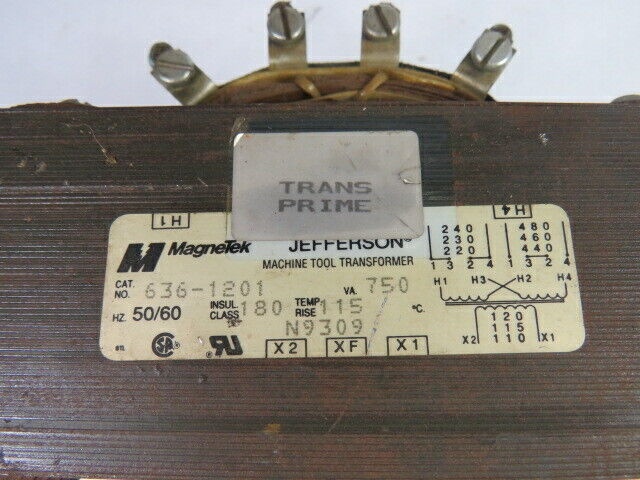 TRANS
PRIME
H1
H4
MAGNETEK
JEFFERSON®
MACHINE TOOL TRANSFORMER
CAT. NO. 636-1201 VA. 750
HZ. 50/60 INSUL. CLASS 180 TEMP. RISE 115 °C.
N9309
X2 XF X1
240 480
230 460
220 440
1 3 2 4 1 3 2 4
H1 H3 H2 H4
120
115
X2 110 X1